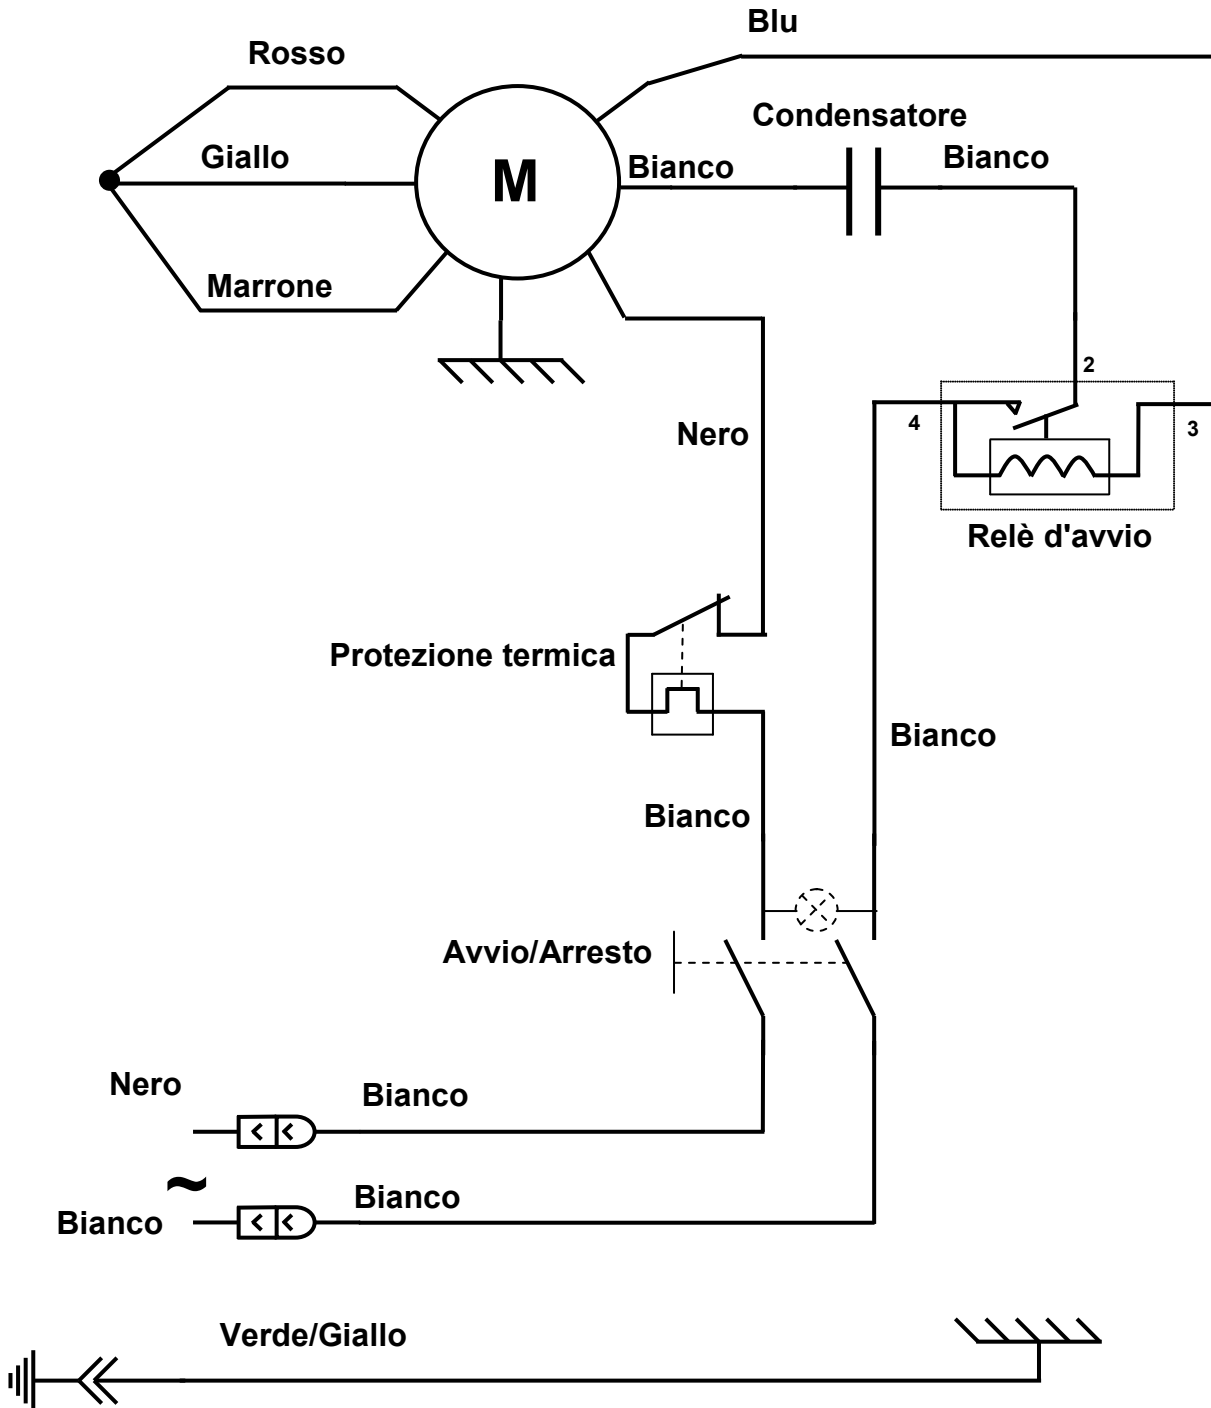 Blu
Rosso
Condensatore
Giallo
Bianco
Bianco
M
Marrone
2
4
3
Nero
Relè d'avvio
Protezione termica
Bianco
Bianco
Avvio/Arresto
Nero
Bianco
~
Bianco
Bianco
Verde/Giallo